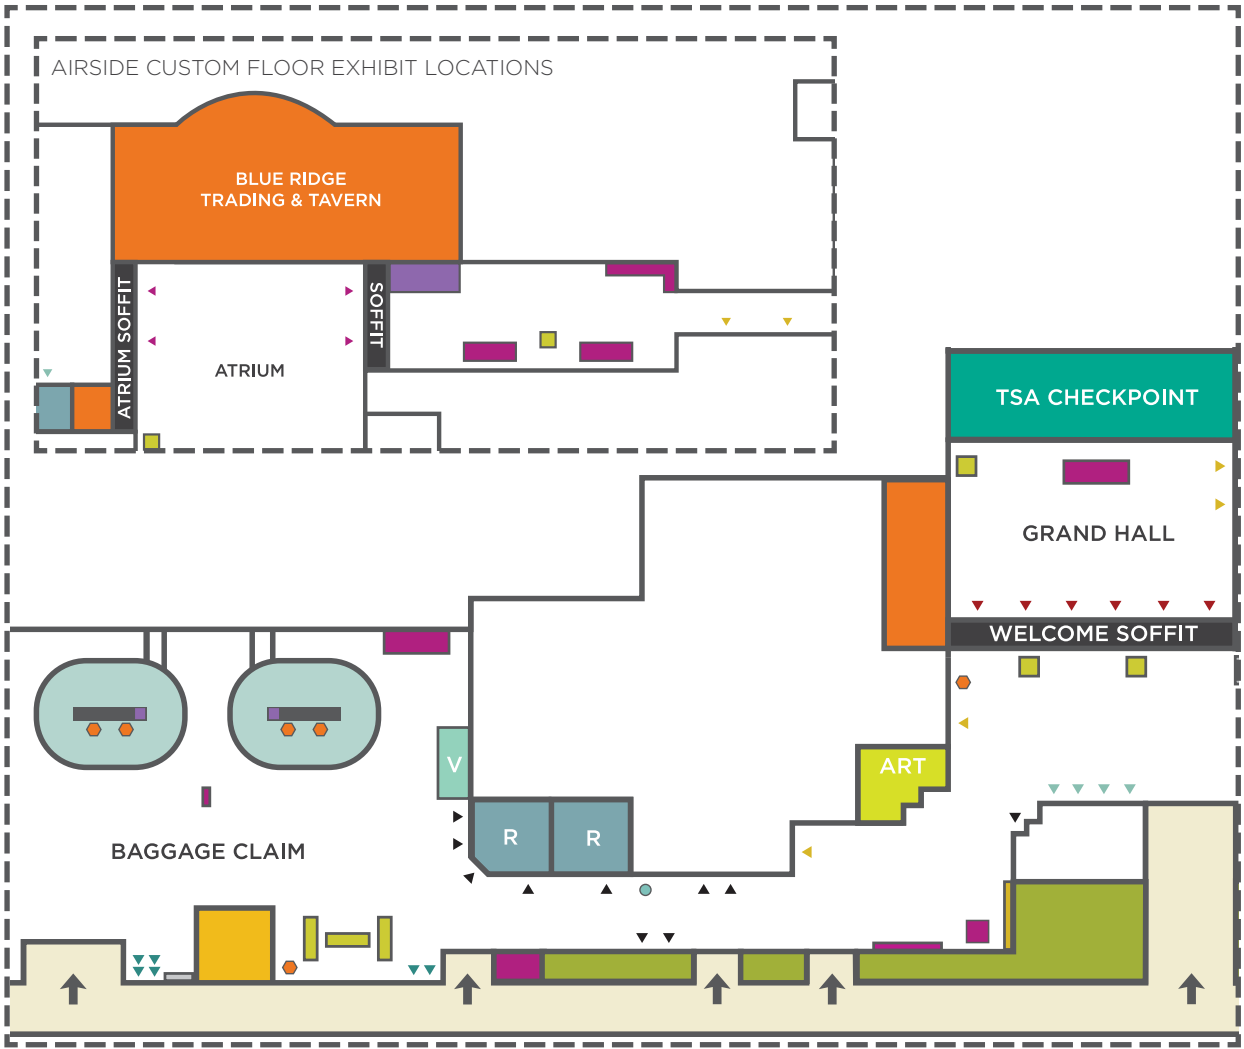 AIRSIDE CUSTOM FLOOR EXHIBIT LOCATIONS
BLUE RIDGE
TRADING & TAVERN
ATRIUM SOFFIT
SOFFIT
ATRIUM
TSA CHECKPOINT
GRAND HALL
WELCOME SOFFIT
V
ART
R
R
BAGGAGE CLAIM